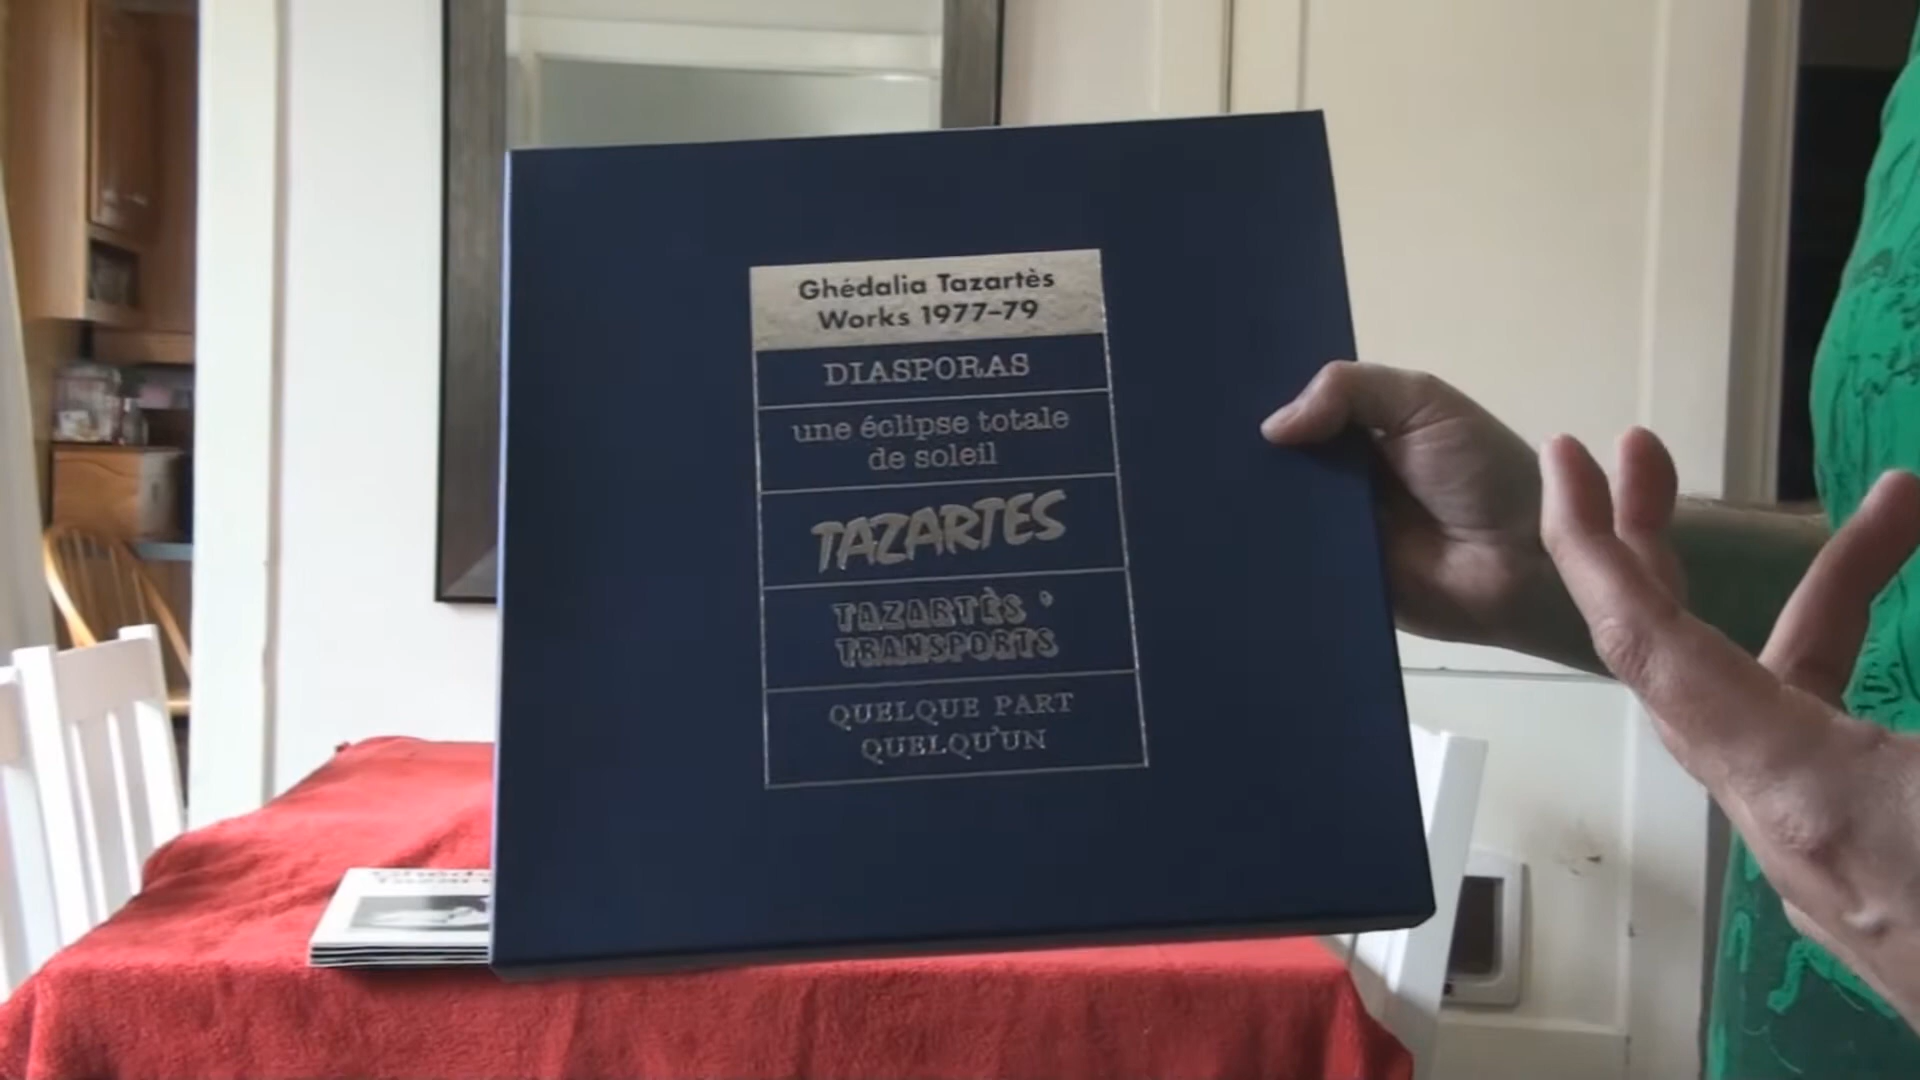 Ghédalia Tazartès
Works 1977–79
DIASPORAS
une éclipse totale
de soleil
TAZARTES
TAZARTÈS'
TRANSPORTS
QUELQUE PART
QUELQU'UN